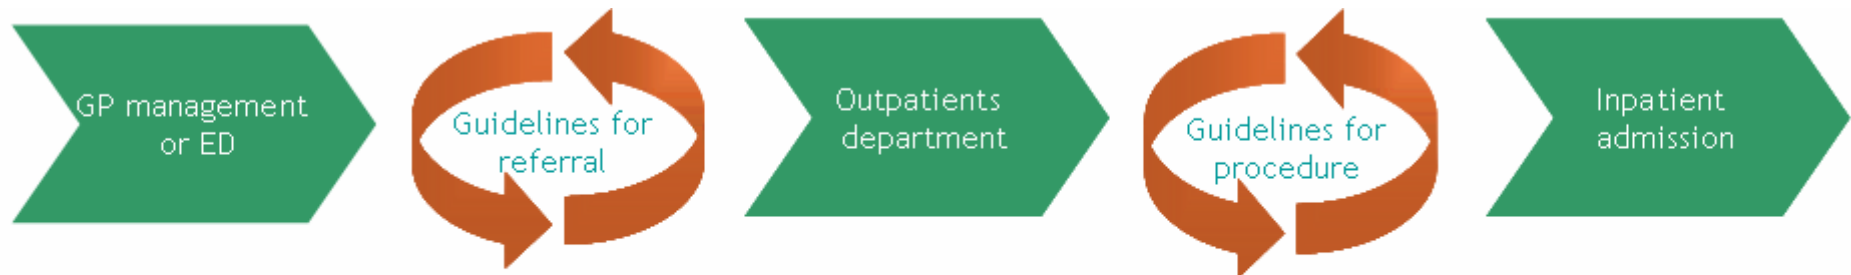 GP management
or ED
Guidelines for
referral
Outpatients
department
Guidelines for
procedure
Inpatient
admission